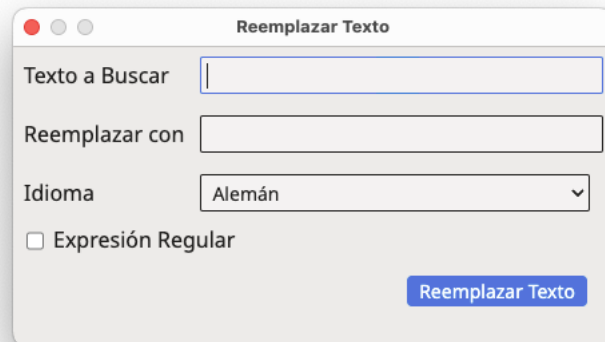 Reemplazar Texto
Texto a Buscar
Reemplazar con
Idioma Alemán
Expresión Regular
Reemplazar Texto